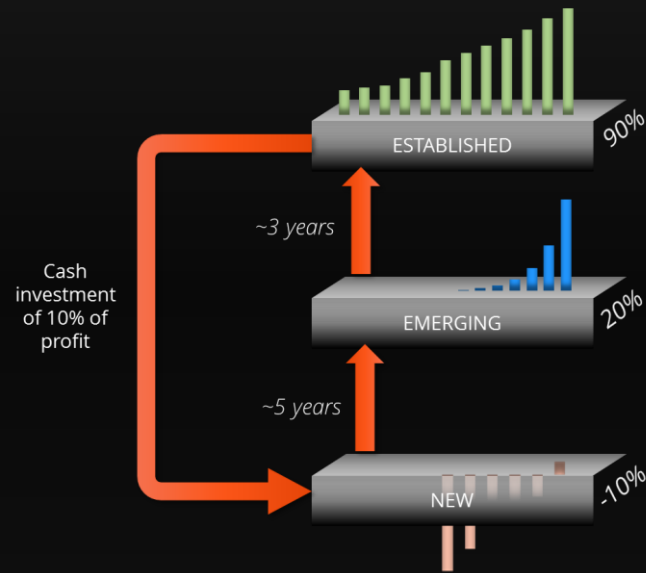 ESTABLISHED
90%
~3 years
Cash
investment
of 10% of
profit
EMERGING
20%
~5 years
NEW
-10%